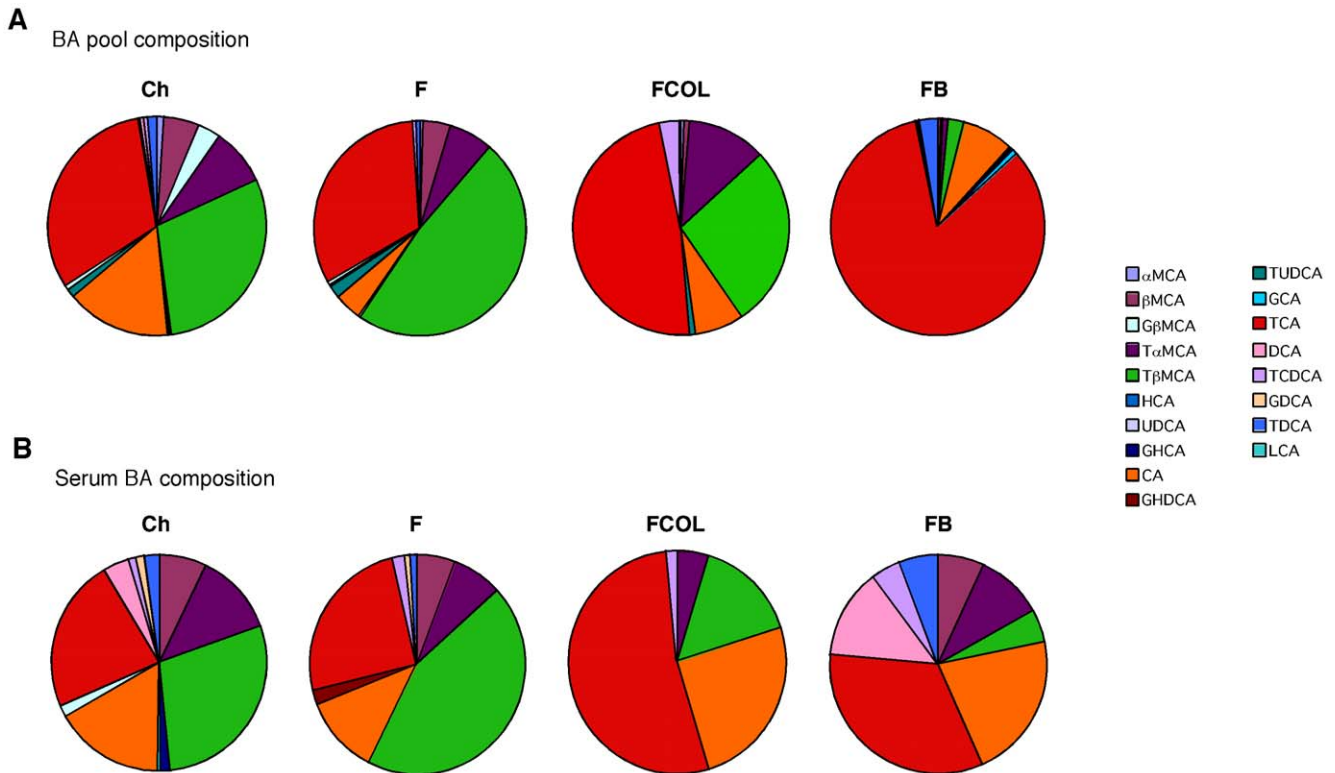 A
BA pool composition
Ch
F
FCOL
FB
αMCA
βMCA
GβMCA
TαMCA
TβMCA
HCA
UDCA
GHCA
CA
GHDCA
TUDCA
GCA
TCA
DCA
TCDCA
GDCA
TDCA
LCA
B
Serum BA composition
Ch
F
FCOL
FB